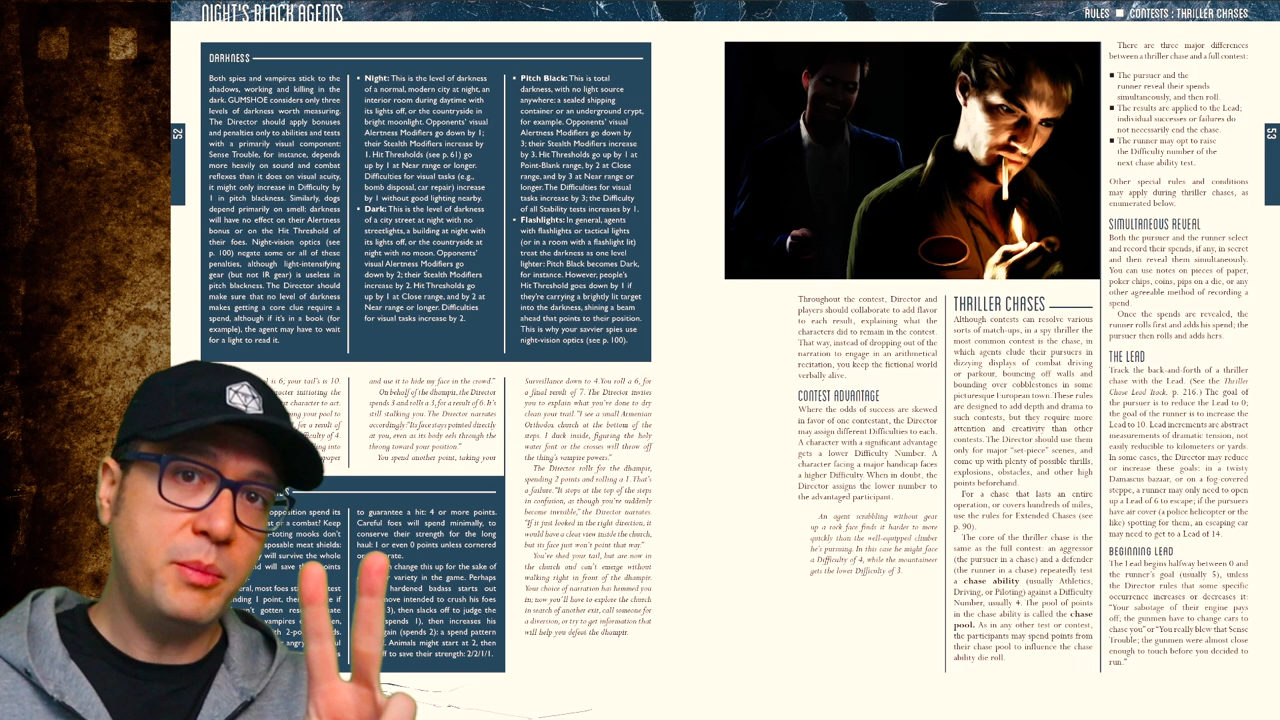 NIGHT'S BLACK AGENTS
52
DARKNESS
Both spies and vampires stick to the
shadows, working and killing in the
dark. GUMSHOE considers only three
levels of darkness worth measuring.
The Director should apply bonuses
and penalties only to abilities and tests
with a primarily visual component:
Sense Trouble, for instance, depends
more heavily on sound and combat
reflexes than it does on visual acuity,
it might only increase in Difficulty by
1 in pitch blackness. Similarly, dogs
depend primarily on smell: darkness
will have no effect on their Alertness
bonus or on the Hit Threshold of
their foes. Night-vision optics (see
p. 100) negate some or all of these
penalties, although light-intensifying
gear (but not IR gear) is useless in
pitch blackness. The Director should
make sure that no level of darkness
makes getting a core clue require a
spend, although if it's in a book (for
example), the agent may have to wait
for a light to read it.
• Night: This is the level of darkness
of a normal, modern city at night, an
interior room during daytime with
its lights off, or the countryside in
bright moonlight. Opponents' visual
Alertness Modifiers go down by 1;
their Stealth Modifiers increase by
1. Hit Thresholds (see p. 61) go
up by 1 at Near range or longer.
Difficulties for visual tasks (e.g.,
bomb disposal, car repair) increase
by 1 without good lighting nearby.
• Dark: This is the level of darkness
of a city street at night with no
streetlights, a building at night with
its lights off, or the countryside at
night with no moon. Opponents'
visual Alertness Modifiers go
down by 2; their Stealth Modifiers
increase by 2. Hit Thresholds go
up by 1 at Close range, and by 2 at
Near range or longer. Difficulties
for visual tasks increase by 2.
• Pitch Black: This is total
darkness, with no light source
anywhere: a sealed shipping
container or an underground crypt,
for example. Opponents' visual
Alertness Modifiers go down by
3; their Stealth Modifiers increase
by 3. Hit Thresholds go up by 1 at
Point-Blank range, by 2 at Close
range, and by 3 at Near range or
longer. The Difficulties for visual
tasks increase by 3; the Difficulty
of all Stability tests increases by 1.
• Flashlights: In general, agents
with flashlights or tactical lights
(or in a room with a flashlight lit)
treat the darkness as one level
lighter: Pitch Black becomes Dark,
for instance. However, people's
Hit Threshold goes down by 1 if
they're carrying a brightly lit target
into the darkness, shining a beam
ahead that points to their position.
This is why your savvier spies use
night-vision optics (see p. 100).
is 6; your tail's is 10.
character initiating the
character to act.
your pool to
for a result of
of 4.
into
and use it to hide my face in the crowd."
On behalf of the dhampir, the Director
spends 3 and rolls a 3, for a result of 6. It's
still stalking you. The Director narrates
accordingly: "Its face stays pointed directly
at you, even as its body eels through the
throng toward your position."
You spend another point, taking your
Surveillance down to 4. You roll a 6, for
a final result of 7. The Director invites
you to explain what you've done to dry
clean your trail. "I see a small Armenian
Orthodox church at the bottom of the
steps. I duck inside, figuring the holy
water font or the crosses will throw off
the thing's vampire powers."
The Director rolls for the dhampir,
spending 2 points and rolling a 1. That's
a failure. "It steps at the top of the steps
in confusion, as though you're suddenly
become invisible," the Director narrates.
"If it just looked in the right direction, it
would have a clear view inside the church,
but its face just won't point that way."
You've shed your tail, but are now in
the church and can't emerge without
walking right in front of the dhampir.
Your choice of narration has hemmed you
in; now you'll have to explore the church
in search of another exit, call someone for
a diversion, or try to get information that
will help you defeat the dhampir.
opposition spend its
or a combat? Keep
mooks don't
disposable meat shields:
will survive the whole
and will save
most foes
1 point,
gotten
vampires
with 2-point
to guarantee a hit: 4 or more points.
Careful foes will spend minimally, to
conserve their strength for the long
haul: 1 or even 0 points unless cornered
change this up for the sake of
variety in the game. Perhaps
hardened badass starts out
move intended to crush his foes
3), then slacks off to judge the
(spends 1), then increases his
again (spends 2): a spend pattern
Animals might start at 2, then
off to save their strength: 2/2/1/1.
RULES ■ CONTESTS : THRILLER CHASES
53
Throughout the contest, Director and
players should collaborate to add flavor
to each result, explaining what the
characters did to remain in the contest.
That way, instead of dropping out of the
narration to engage in an arithmetical
recitation, you keep the fictional world
verbally alive.
CONTEST ADVANTAGE
Where the odds of success are skewed
in favor of one contestant, the Director
may assign different Difficulties to each.
A character with a significant advantage
gets a lower Difficulty Number. A
character facing a major handicap faces
a higher Difficulty. When in doubt, the
Director assigns the lower number to
the advantaged participant.
An agent scrabbling without gear
up a rock face finds it harder to move
quickly than the well-equipped climber
he's pursuing. In this case he might face
a Difficulty of 4, while the mountaineer
gets the lower Difficulty of 3.
THRILLER CHASES
Although contests can resolve various
sorts of match-ups, in a spy thriller the
most common contest is the chase, in
which agents elude their pursuers in
dizzying displays of combat driving
or parkour, bouncing off walls and
bounding over cobblestones in some
picturesque European town. These rules
are designed to add depth and drama to
such contests, but they require more
attention and creativity than other
contests. The Director should use them
only for major "set-piece" scenes, and
come up with plenty of possible thrills,
explosions, obstacles, and other high
points beforehand.
For a chase that lasts an entire
operation, or covers hundreds of miles,
use the rules for Extended Chases (see
p. 90).
The core of the thriller chase is the
same as the full contest: an aggressor
(the pursuer in a chase) and a defender
(the runner in a chase) repeatedly test
a chase ability (usually Athletics,
Driving, or Piloting) against a Difficulty
Number, usually 4. The pool of points
in the chase ability is called the chase
pool. As in any other test or contest,
the participants may spend points from
their chase pool to influence the chase
ability die roll.
There are three major differences
between a thriller chase and a full contest:
■ The pursuer and the
runner reveal their spends
simultaneously, and then roll.
■ The results are applied to the Lead;
individual successes or failures do
not necessarily end the chase.
■ The runner may opt to raise
the Difficulty number of the
next chase ability test.
Other special rules and conditions
may apply during thriller chases, as
enumerated below.
SIMULTANEOUS REVEAL
Both the pursuer and the runner select
and record their spends, if any, in secret
and then reveal them simultaneously.
You can use notes on pieces of paper,
poker chips, coins, pips on a die, or any
other agreeable method of recording a
spend.
Once the spends are revealed, the
runner rolls first and adds his spend; the
pursuer then rolls and adds hers.
THE LEAD
Track the back-and-forth of a thriller
chase with the Lead. (See the Thriller
Chase Lead Track, p. 216.) The goal of
the pursuer is to reduce the Lead to 0;
the goal of the runner is to increase the
Lead to 10. Lead increments are abstract
measurements of dramatic tension, not
easily reducible to kilometers or yards.
In some cases, the Director may reduce
or increase these goals: in a twisty
Damascus bazaar, or on a fog-covered
steppe, a runner may only need to open
up a Lead of 6 to escape; if the pursuers
have air cover (a police helicopter or the
like) spotting for them, an escaping car
may need to get to a Lead of 14.
BEGINNING LEAD
The Lead begins halfway between 0 and
the runner's goal (usually 5), unless
the Director rules that some specific
occurrence increases or decreases it:
"Your sabotage of their engine pays
off; the gunmen have to change cars to
chase you" or "You really blew that Sense
Trouble; the gunmen were almost close
enough to touch before you decided to
run."